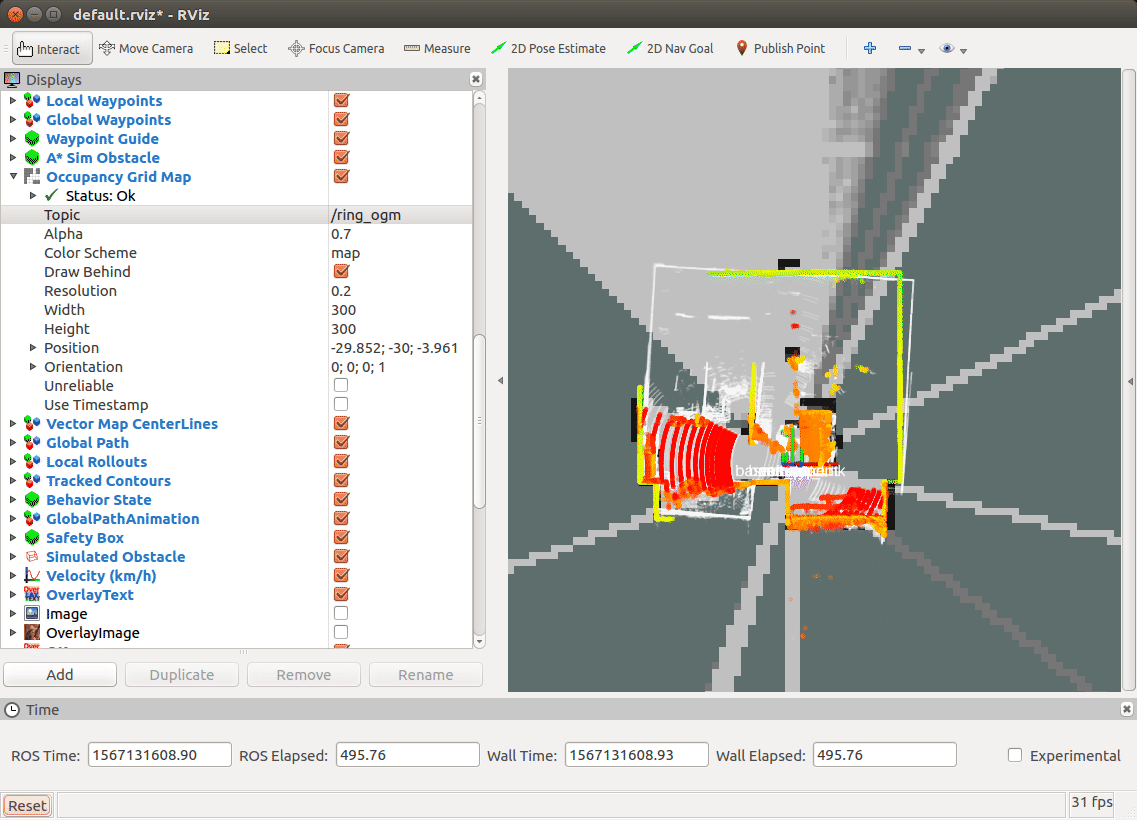 default.rviz* - RViz
Interact Move Camera Select Focus Camera Measure 2D Pose Estimate 2D Nav Goal Publish Point
Displays
Local Waypoints
Global Waypoints
Waypoint Guide
A* Sim Obstacle
Occupancy Grid Map
Status: Ok
Topic /ring_ogm
Alpha 0.7
Color Scheme map
Draw Behind
Resolution 0.2
Width 300
Height 300
Position -29.852; -30; -3.961
Orientation 0; 0; 0; 1
Unreliable
Use Timestamp
Vector Map CenterLines
Global Path
Local Rollouts
Tracked Contours
Behavior State
GlobalPathAnimation
Safety Box
Simulated Obstacle
Velocity (km/h)
OverlayText
Image
OverlayImage
Add Duplicate Remove Rename
Time
ROS Time: 1567131608.90 ROS Elapsed: 495.76 Wall Time: 1567131608.93 Wall Elapsed: 495.76 Experimental
Reset 31 fps